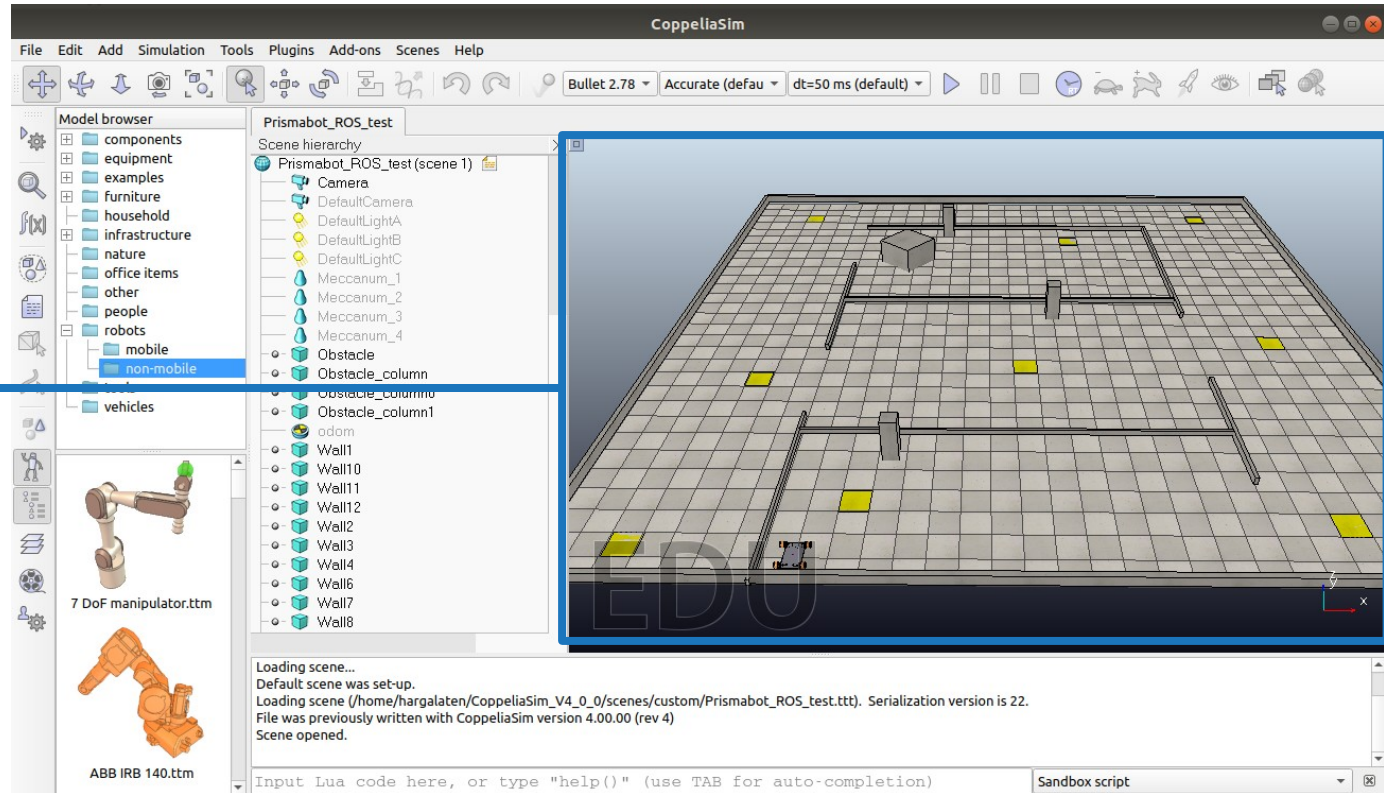 CoppeliaSim
File Edit Add Simulation Tools Plugins Add-ons Scenes Help
Bullet 2.78 Accurate (defau dt=50 ms (default)
RT
f(x)
Model browser
components
equipment
examples
furniture
household
infrastructure
nature
office items
other
people
robots
mobile
non-mobile
vehicles
7 DoF manipulator.ttm
ABB IRB 140.ttm
Prismabot_ROS_test
Scene hierarchy
Prismabot_ROS_test (scene 1)
Camera
DefaultCamera
DefaultLightA
DefaultLightB
DefaultLightC
Meccanum_1
Meccanum_2
Meccanum_3
Meccanum_4
Obstacle
Obstacle_column
Obstacle_column0
Obstacle_column1
odom
Wall1
Wall10
Wall11
Wall12
Wall2
Wall3
Wall4
Wall6
Wall7
Wall8
EDU
z
y
x
Loading scene...
Default scene was set-up.
Loading scene (/home/hargalaten/CoppeliaSim_V4_0_0/scenes/custom/Prismabot_ROS_test.ttt). Serialization version is 22.
File was previously written with CoppeliaSim version 4.00.00 (rev 4)
Scene opened.
Input Lua code here, or type "help()" (use TAB for auto-completion)
Sandbox script